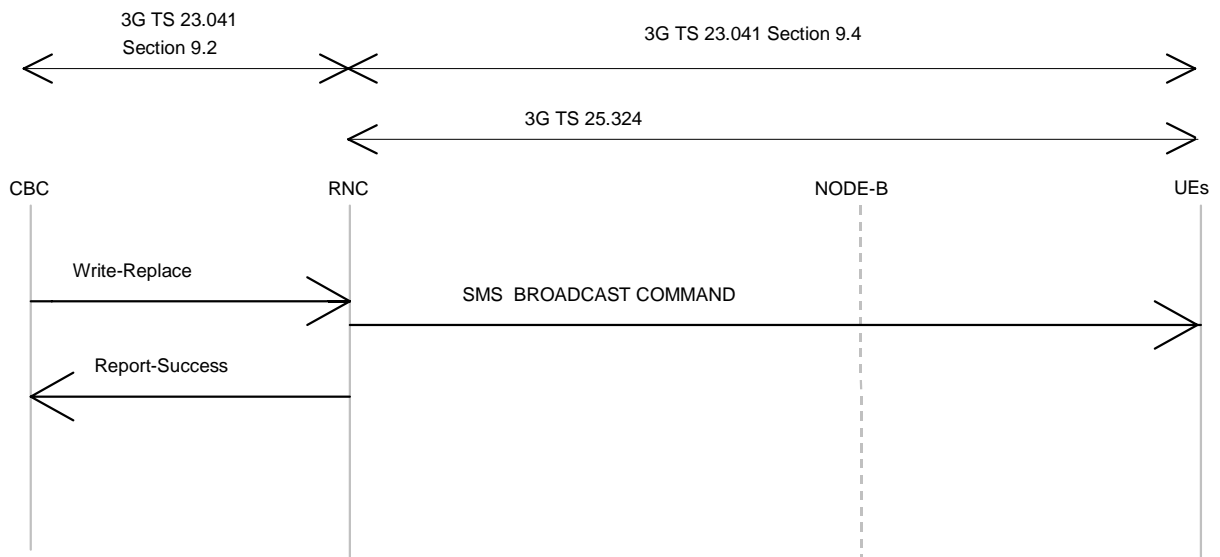 3G TS 23.041
Section 9.2
3G TS 23.041 Section 9.4
3G TS 25.324
CBC
RNC
NODE-B
UEs
Write-Replace
SMS BROADCAST COMMAND
Report-Success